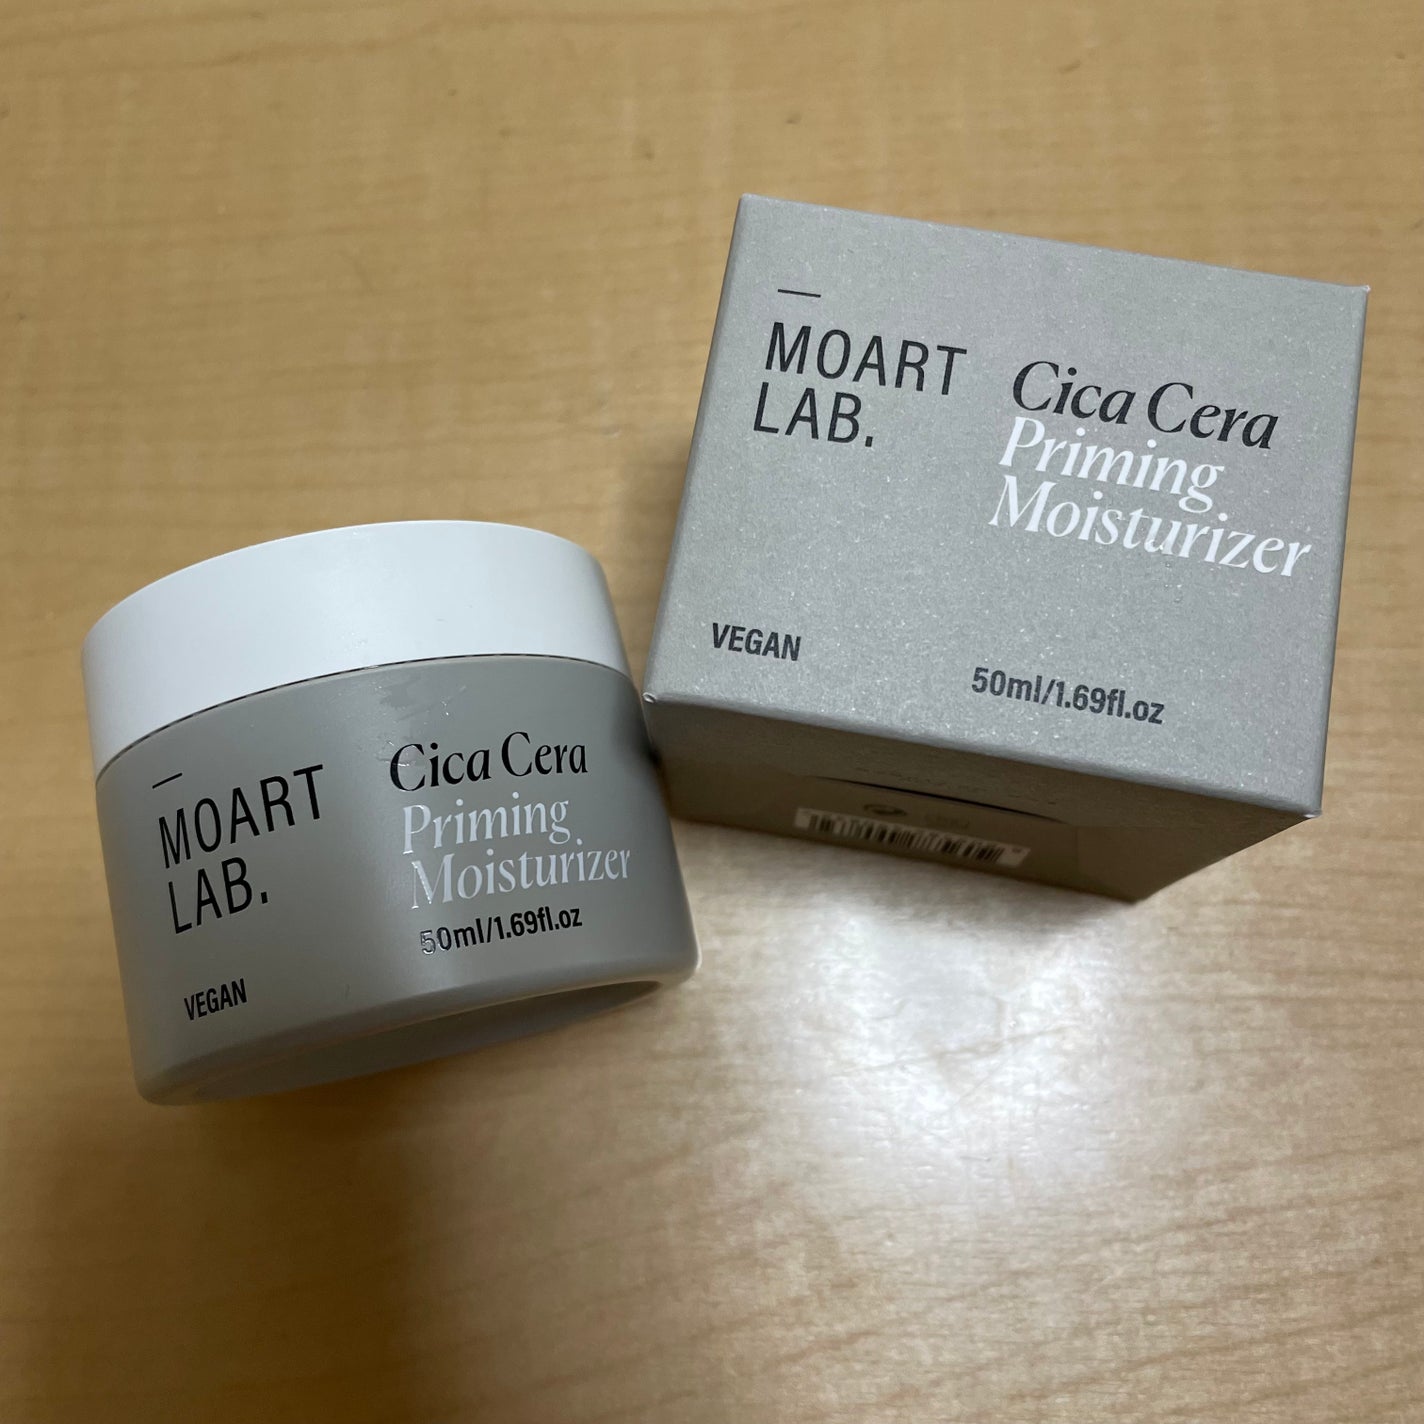 MOART
LAB.
Cica Cera
Priming
Moisturizer
VEGAN
50ml/1.69fl.oz
MOART
LAB.
Cica Cera
Priming
Moisturizer
50ml/1.69fl.oz
VEGAN